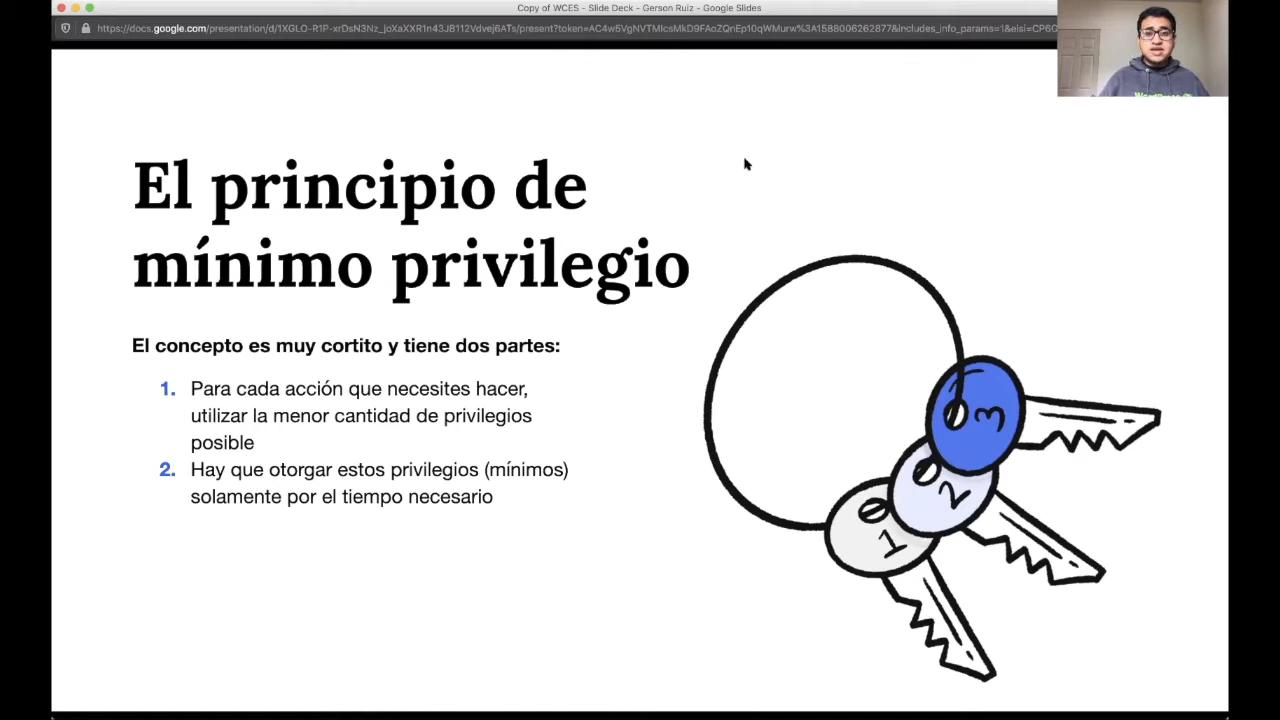 Copy of WCES - Slide Deck - Gerson Ruiz - Google Slides
El principio de
mínimo privilegio
El concepto es muy cortito y tiene dos partes:
1. Para cada acción que necesites hacer,
utilizar la menor cantidad de privilegios
posible
2. Hay que otorgar estos privilegios (mínimos)
solamente por el tiempo necesario
3
2
1